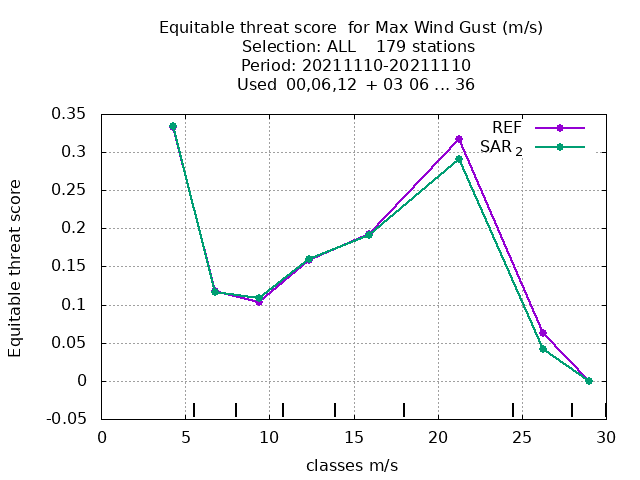 Equitable threat score  for Max Wind Gust (m/s)
Selection: ALL    179 stations
Period: 20211110-20211110
Used  00,06,12  + 03 06 ... 36
REF
SAR 2
0.35
0.3
0.25
0.2
0.15
0.1
0.05
0
-0.05
Equitable threat score
0 5 10 15 20 25 30
classes m/s